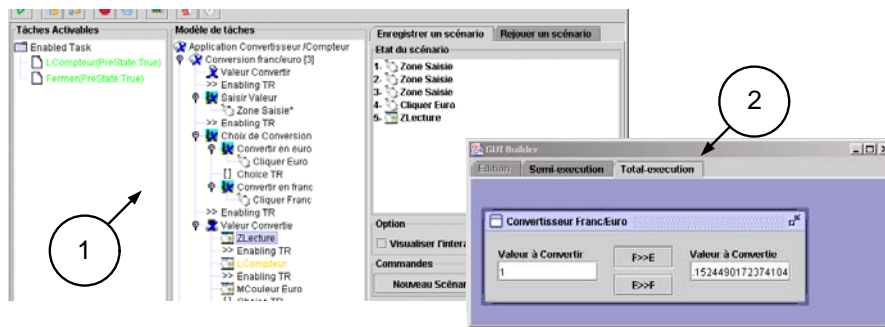 Tâches Activables
Enabled Task
LCompteur(PreState:True)
Fermer(PreState:True)
Modèle de tâches
Application Convertisseur /Compteur
Conversion franc/euro [3]
Valeur Convertir
>> Enabling TR
Saisir Valeur
Zone Saisie*
>> Enabling TR
Choix de Conversion
Convertir en euro
Cliquer Euro
[] Choice TR
Convertir en franc
Cliquer Franc
>> Enabling TR
Valeur Convertie
ZLecture
>> Enabling TR
LCompteur
>> Enabling TR
MCouleur Euro
[] Choice TR
Enregistrer un scénario
Rejouer un scénario
Etat du scénario
1. Zone Saisie
2. Zone Saisie
3. Zone Saisie
4. Cliquer Euro
5. ZLecture
Option
Visualiser l'intera
Commandes
Nouveau Scénar
GUI Builder
Edition
Semi-execution
Total-execution
Convertisseur Franc/Euro
Valeur à Convertir
1
F>>E
E>>F
Valeur à Convertie
.1524490172374104
1
2